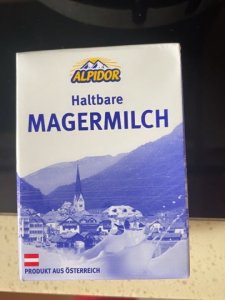 ALPIDOR
Haltbare
MAGERMILCH
PRODUKT AUS ÖSTERREICH